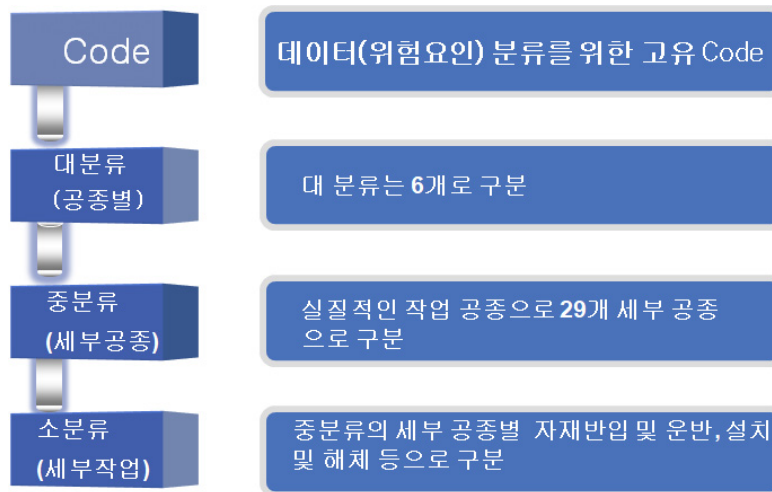 Code
데이터(위험요인) 분류를 위한 고유 Code
대분류
(공종별)
대 분류는 6개로 구분
중분류
(세부공종)
실질적인 작업 공종으로 29개 세부 공종
으로 구분
소분류
(세부작업)
중분류의 세부 공종별 자재반입 및 운반, 설치
및 해체 등으로 구분